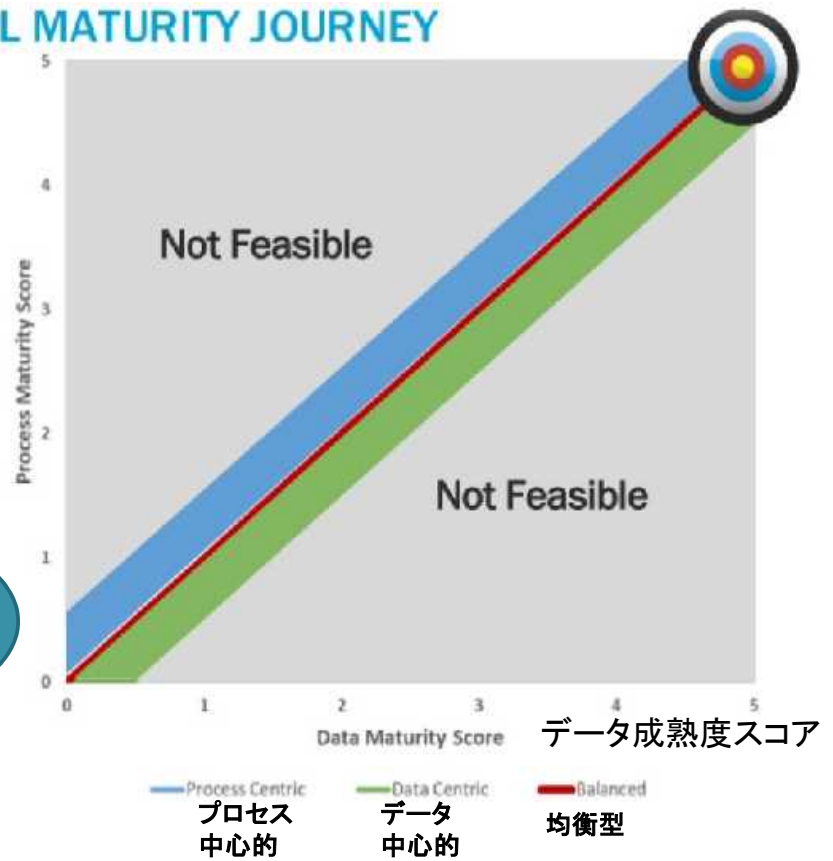 L MATURITY JOURNEY
5
4
Not Feasible
3
Process Maturity Score
2
Not Feasible
1
0
0 1 2 3 4 5
Data Maturity Score データ成熟度スコア
Process Centric Data Centric Balanced
プロセス データ 均衡型
中心的 中心的